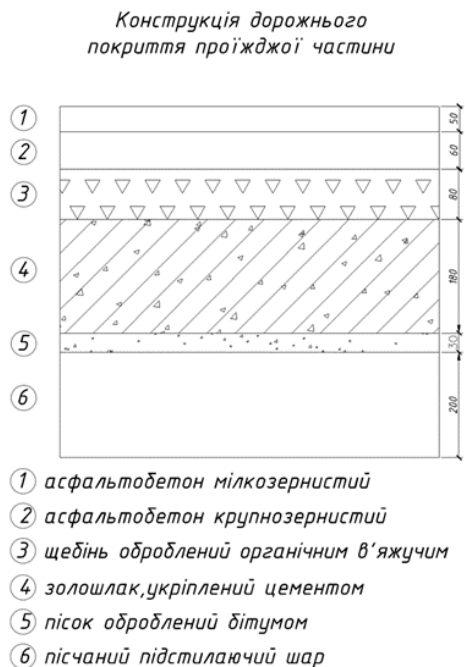 Конструкція дорожнього
покриття проїжджої частини
1
50
2
60
3
80
4
180
5
30
6
200
1 асфальтобетон мілкозернистий
2 асфальтобетон крупнозернистий
3 щебінь оброблений органічним в'яжучим
4 золошлак,укріплений цементом
5 пісок оброблений бітумом
6 пісчаний підстилаючий шар